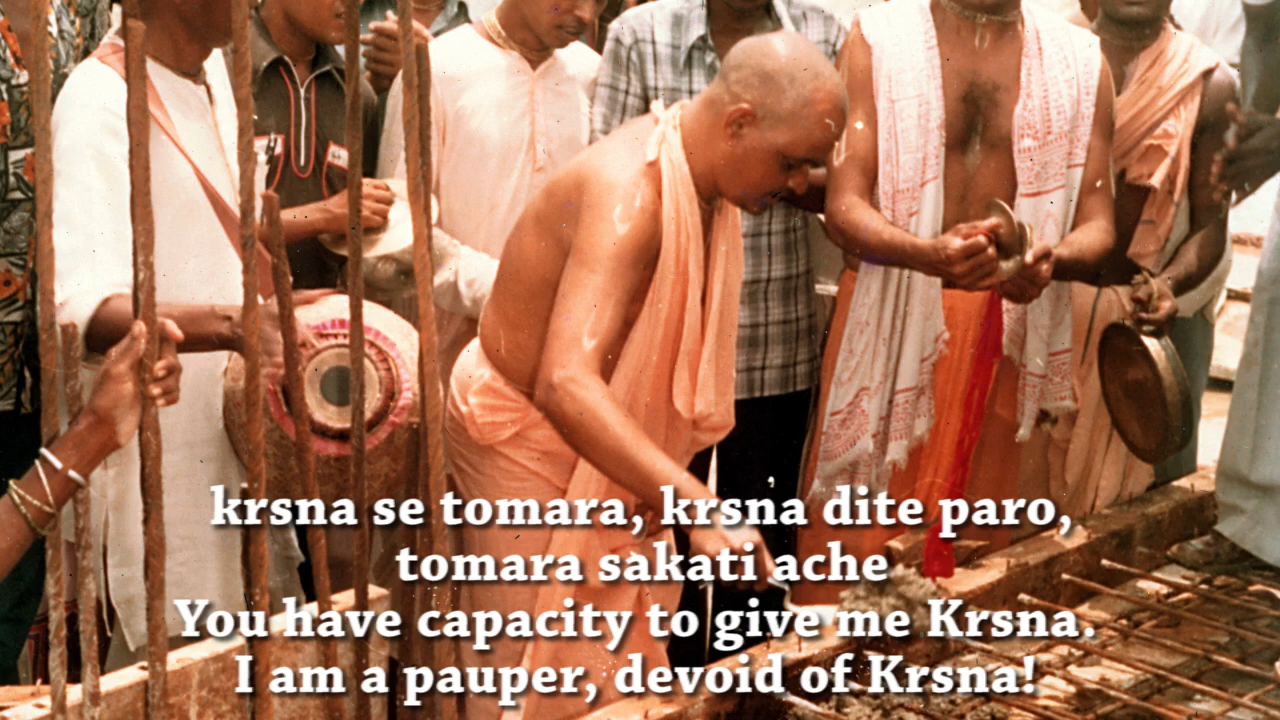 krsna se tomara, krsna dite paro,
tomara sakati ache
You have capacity to give me Krsna.
I am a pauper, devoid of Krsna!